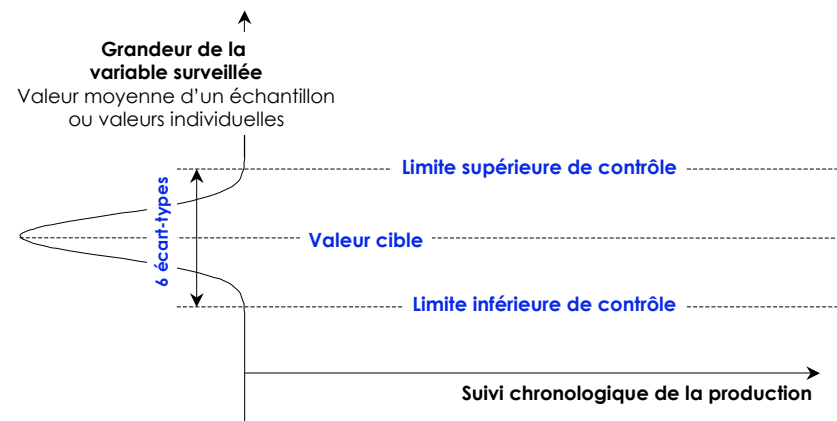 Grandeur de la
variable surveillée
Valeur moyenne d'un échantillon
ou valeurs individuelles
Limite supérieure de contrôle
6 écart-types
Valeur cible
Limite inférieure de contrôle
Suivi chronologique de la production